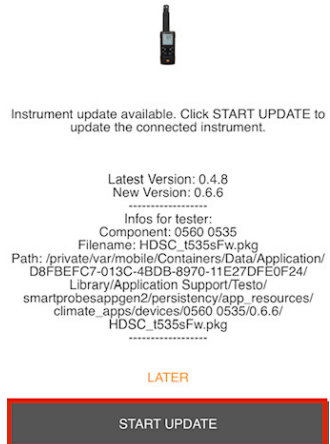 Instrument update available. Click START UPDATE to
update the connected instrument.
Latest Version: 0.4.8
New Version: 0.6.6
------------------
Infos for tester:
Component: 0560 0535
Filename: HDSC_t535sFw.pkg
Path: /private/var/mobile/Containers/Data/Application/
D8FBEFC7-013C-4BDB-8970-11E27DFE0F24/
Library/Application Support/Testo/
smartprobesappgen2/persistency/app_resources/
climate_apps/devices/0560 0535/0.6.6/
HDSC_t535sFw.pkg
------------------
LATER
START UPDATE